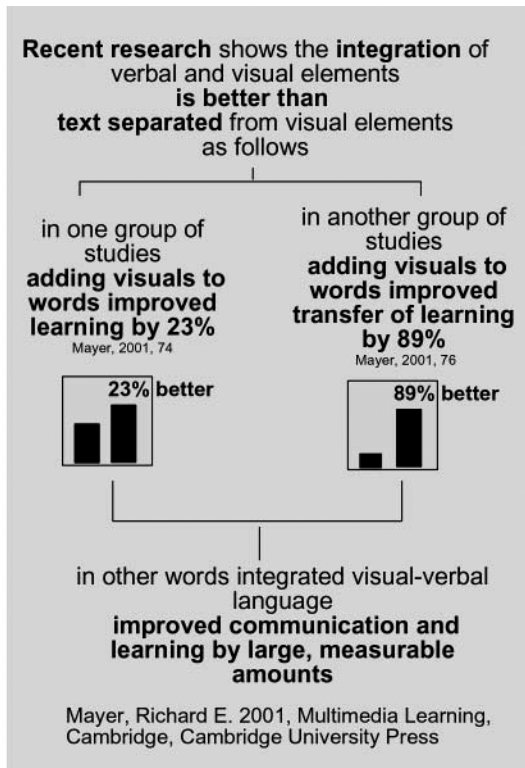 Recent research shows the integration of
verbal and visual elements
is better than
text separated from visual elements
as follows
in one group of
studies
adding visuals to
words improved
learning by 23%
Mayer, 2001, 74
23% better
in another group of
studies
adding visuals to
words improved
transfer of learning
by 89%
Mayer, 2001, 76
89% better
in other words integrated visual-verbal
language
improved communication and
learning by large, measurable
amounts
Mayer, Richard E. 2001, Multimedia Learning,
Cambridge, Cambridge University Press